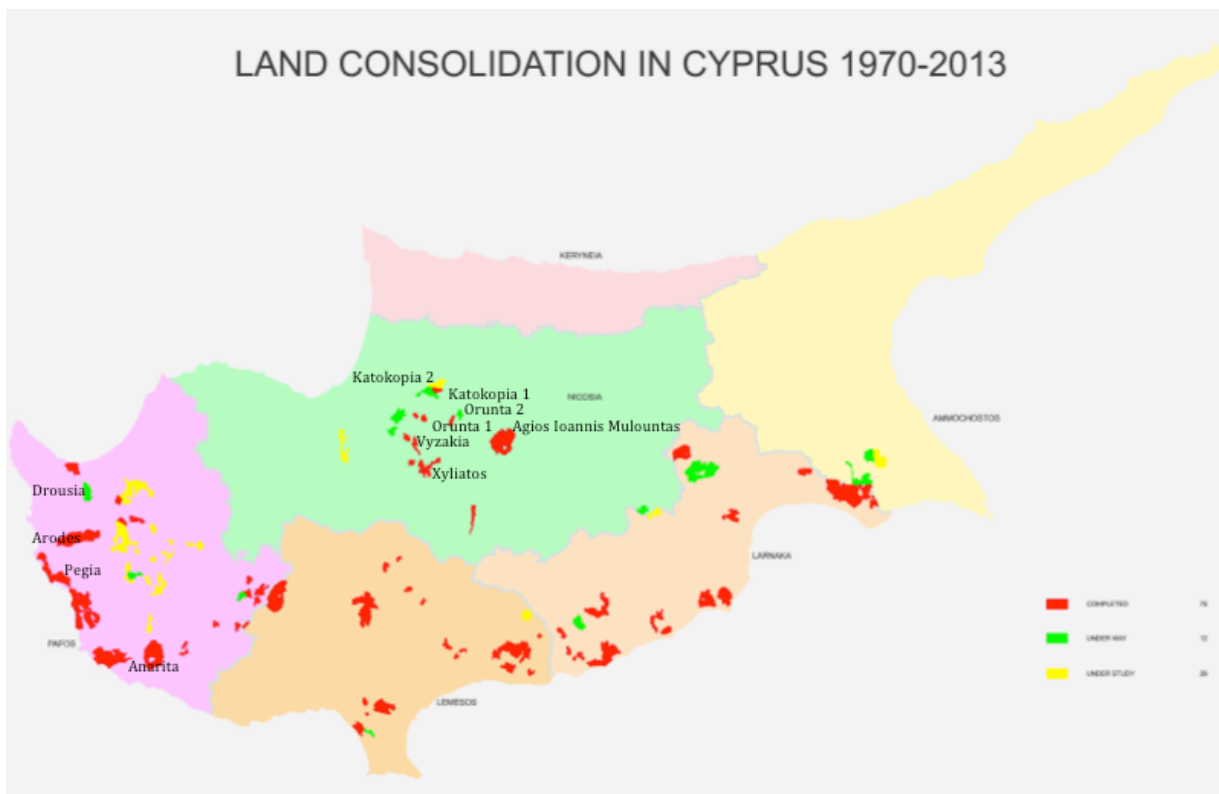 LAND CONSOLIDATION IN CYPRUS 1970-2013
KERYNEIA
Katokopia 2
Katokopia 1
NICOSIA
Orunta 2
AMMOCHOSTOS
Orunta 1
Agios Ioannis Mulountas
Vyzakia
Xyliatos
Drousia
Arodes
LARNAKA
Pegia
COMPLETED
UNDER WAY 12
PAFOS
Anarita
UNDER STUDY
LEMESOS